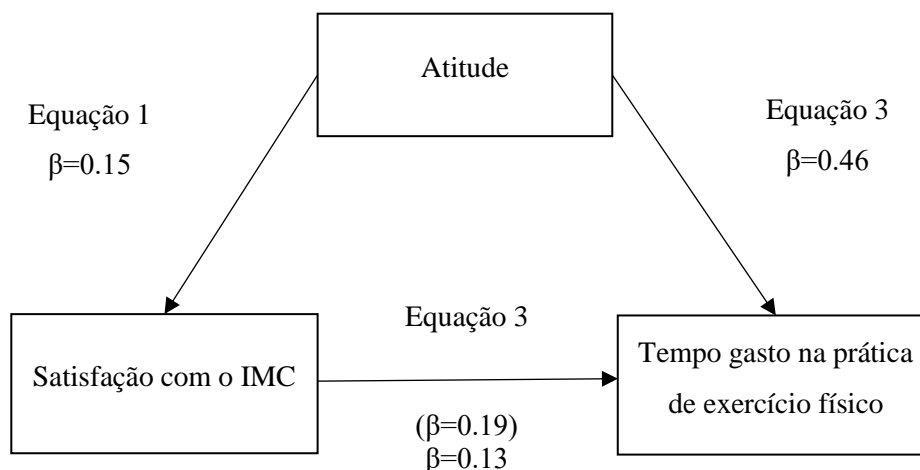 Atitude
Equação 1
β=0.15
Equação 3
β=0.46
Satisfação com o IMC
Equação 3
(β=0.19)
β=0.13
Tempo gasto na prática
de exercício físico